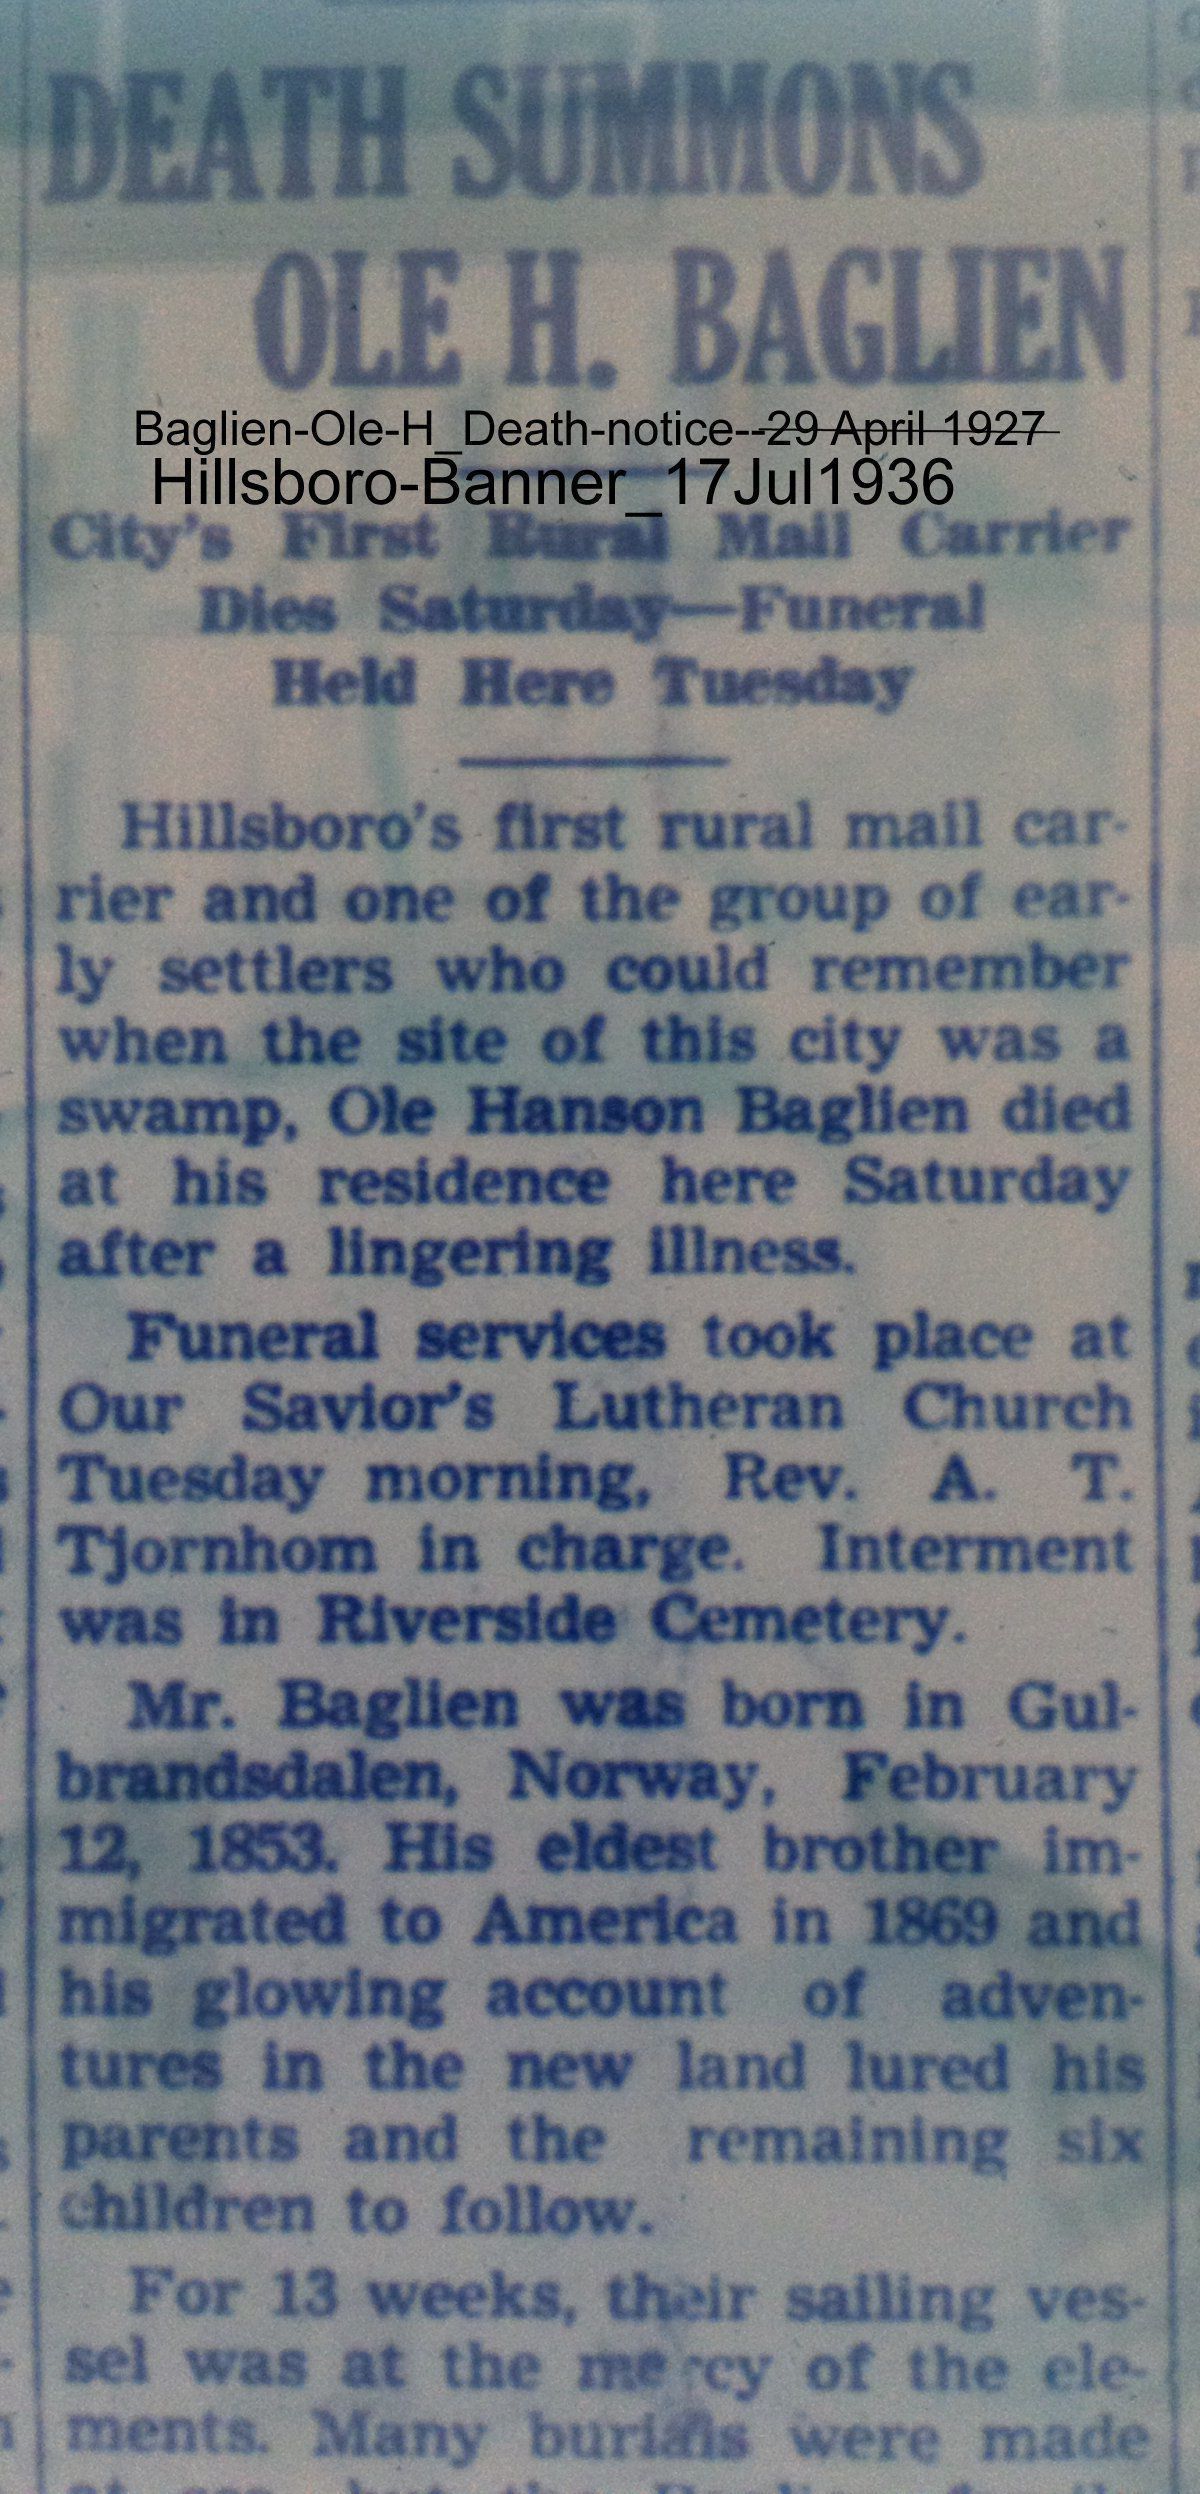 DEATH SUMMONS
OLE H. BAGLIEN
Baglien-Ole-H_Death-notice--29 April 1927
Hillsboro-Banner_17Jul1936
City's First Rural Mail Carrier
Dies Saturday—Funeral
Held Here Tuesday
Hillsboro's first rural mail car-
rier and one of the group of ear-
ly settlers who could remember
when the site of this city was a
swamp, Ole Hanson Baglien died
at his residence here Saturday
after a lingering illness.
Funeral services took place at
Our Savior's Lutheran Church
Tuesday morning, Rev. A. T.
Tjornhom in charge. Interment
was in Riverside Cemetery.
Mr. Baglien was born in Gul-
brandsdalen, Norway, February
12, 1853. His eldest brother im-
migrated to America in 1869 and
his glowing account of adven-
tures in the new land lured his
parents and the remaining six
children to follow.
For 13 weeks, their sailing ves-
sel was at the mercy of the ele-
ments. Many burials were made